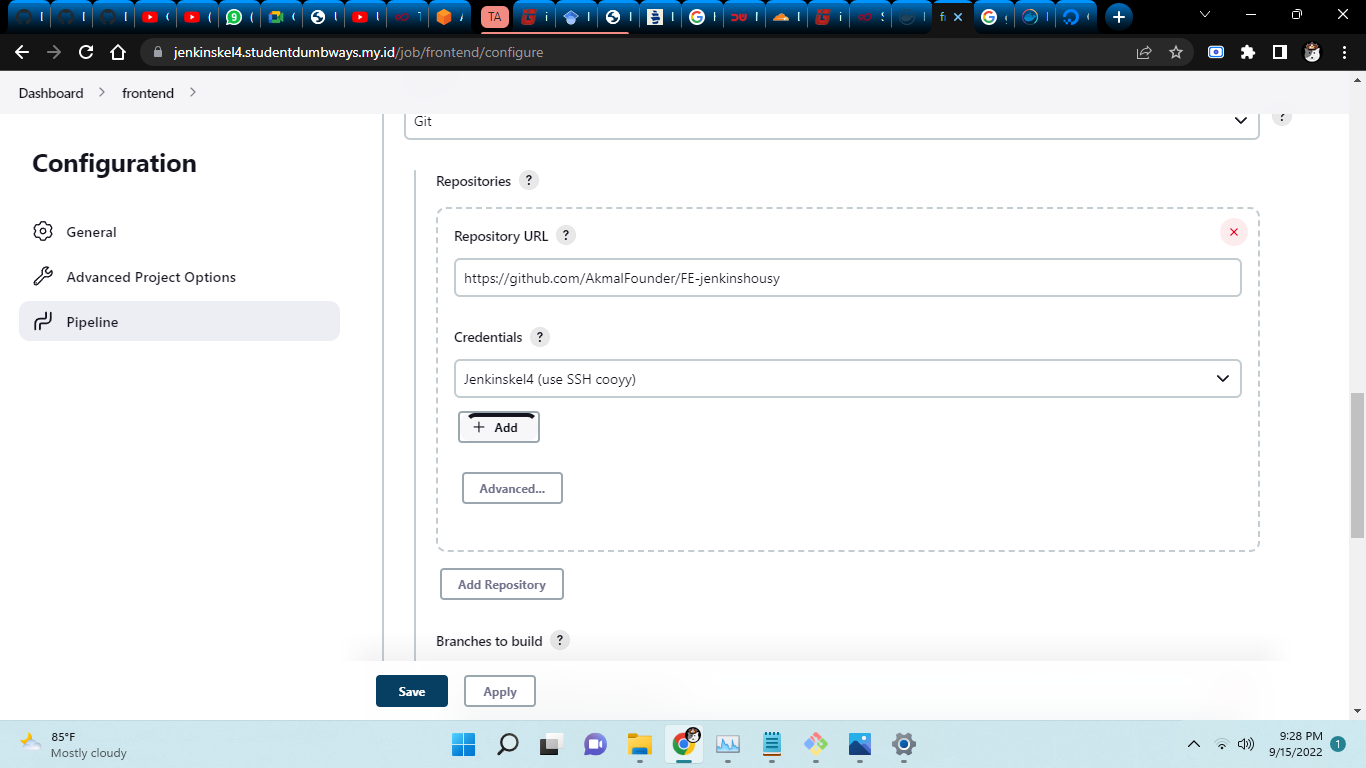 TA
jenkinskel4.studentdumbways.my.id/job/frontend/configure
Dashboard
frontend
Configuration
General
Advanced Project Options
Pipeline
Git
?
Repositories ?
Repository URL ?
https://github.com/AkmalFounder/FE-jenkinshousy
Credentials ?
Jenkinskel4 (use SSH cooyy)
+ Add
Advanced...
Add Repository
Branches to build ?
Save
Apply
85°F
Mostly cloudy
9:28 PM
9/15/2022
1